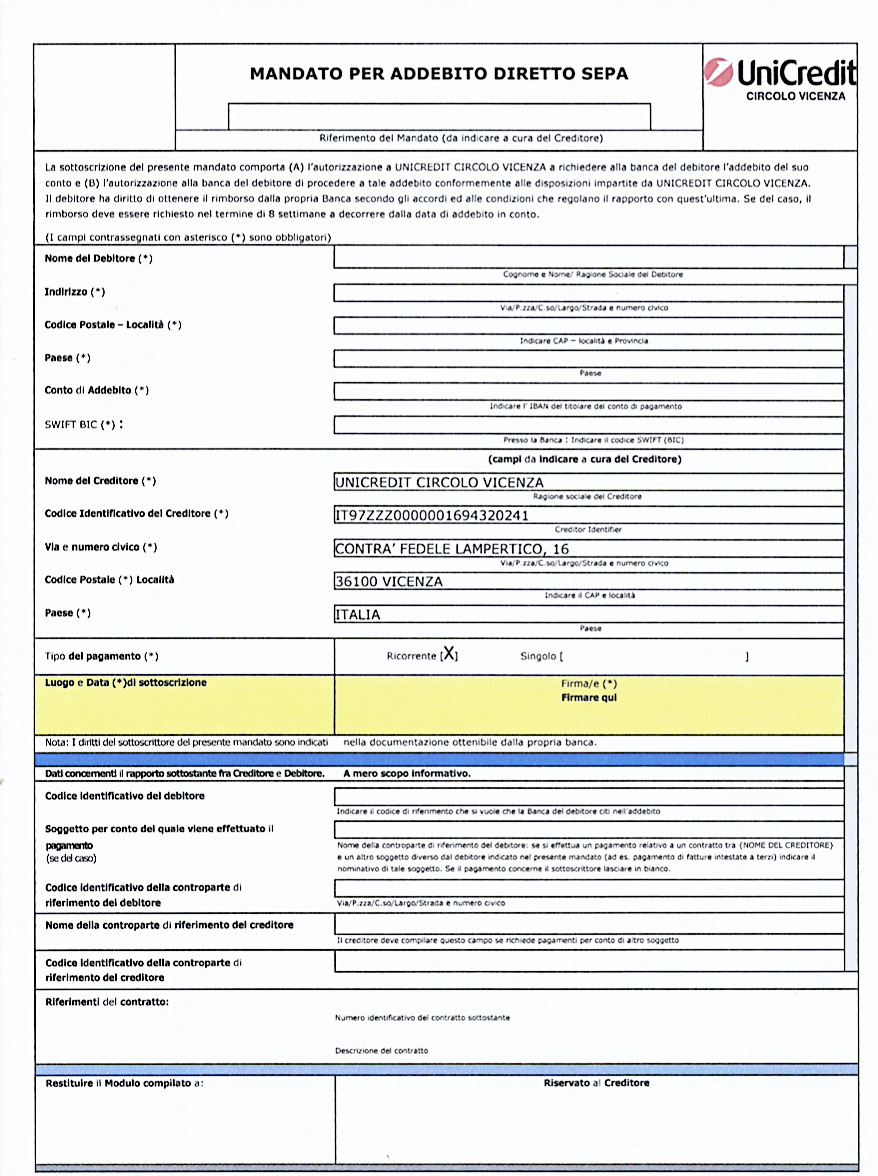 MANDATO PER ADDEBITO DIRETTO SEPA
UniCredit
CIRCOLO VICENZA
Riferimento del Mandato (da indicare a cura del Creditore)
La sottoscrizione del presente mandato comporta (A) l'autorizzazione a UNICREDIT CIRCOLO VICENZA a richiedere alla banca del debitore l'addebito del suo
conto e (B) l'autorizzazione alla banca del debitore di procedere a tale addebito conformemente alle disposizioni impartite da UNICREDIT CIRCOLO VICENZA.
Il debitore ha diritto di ottenere il rimborso dalla propria Banca secondo gli accordi ed alle condizioni che regolano il rapporto con quest'ultima. Se del caso, il
rimborso deve essere richiesto nel termine di 8 settimane a decorrere dalla data di addebito in conto.
(I campi contrassegnati con asterisco (*) sono obbligatori)
Nome del Debitore (*)
Cognome e Nome/ Ragione Sociale del Debitore
Indirizzo (*)
Via/P.zza/C.so/Largo/Strada e numero civico
Codice Postale – Località (*)
Indicare CAP – località e Provincia
Paese (*)
Paese
Conto di Addebito (*)
Indicare l' IBAN del titolare del conto di pagamento
SWIFT BIC (*) :
Presso la Banca : Indicare il codice SWIFT (BIC)
(campi da indicare a cura del Creditore)
Nome del Creditore (*) UNICREDIT CIRCOLO VICENZA
Ragione sociale del Creditore
Codice Identificativo del Creditore (*) IT97ZZZ0000001694320241
Creditor Identifier
Via e numero civico (*) CONTRA' FEDELE LAMPERTICO, 16
Via/P.zza/C.so/Largo/Strada e numero civico
Codice Postale (*) Località 36100 VICENZA
Indicare il CAP e località
Paese (*) ITALIA
Paese
Tipo del pagamento (*) Ricorrente [X] Singolo [ ]
Luogo e Data (*)di sottoscrizione Firma/e (*)
Firmare qui
Nota: I diritti del sottoscrittore del presente mandato sono indicati nella documentazione ottenibile dalla propria banca.
Dati concernenti il rapporto sottostante fra Creditore e Debitore. A mero scopo informativo.
Codice identificativo del debitore
Indicare il codice di riferimento che si vuole che la Banca del debitore citi nell'addebito
Soggetto per conto del quale viene effettuato il
pagamento
(se del caso)
Nome della controparte di riferimento del debitore: se si effettua un pagamento relativo a un contratto tra {NOME DEL CREDITORE}
e un altro soggetto diverso dal debitore indicato nel presente mandato (ad es. pagamento di fatture intestate a terzi) indicare il
nominativo di tale soggetto. Se il pagamento concerne il sottoscrittore lasciare in bianco.
Codice identificativo della controparte di
riferimento del debitore
Via/P.zza/C.so/Largo/Strada e numero civico
Nome della controparte di riferimento del creditore
Il creditore deve compilare questo campo se richiede pagamenti per conto di altro soggetto
Codice identificativo della controparte di
riferimento del creditore
Riferimenti del contratto:
Numero identificativo del contratto sottostante
Descrizione del contratto
Restituire il Modulo compilato a: Riservato al Creditore